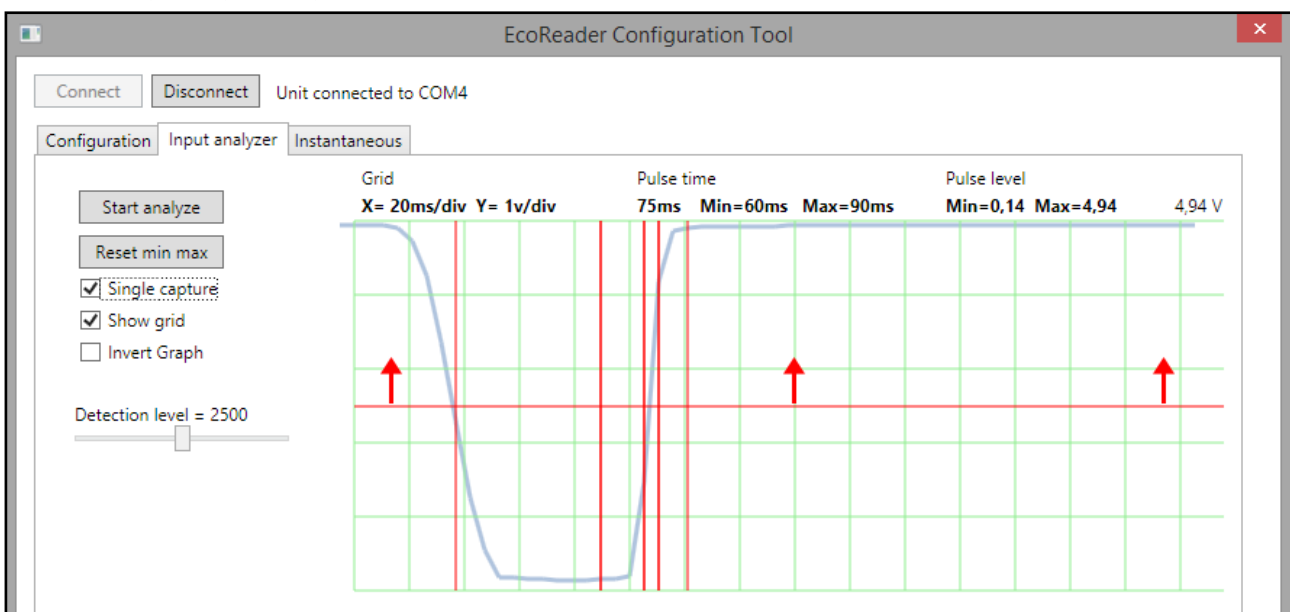 EcoReader Configuration Tool
Connect Disconnect Unit connected to COM4
Configuration Input analyzer Instantaneous
Grid Pulse time Pulse level
Start analyze X= 20ms/div Y= 1v/div 75ms Min=60ms Max=90ms Min=0,14 Max=4,94 4,94 V
Reset min max
Single capture
Show grid
Invert Graph
Detection level = 2500